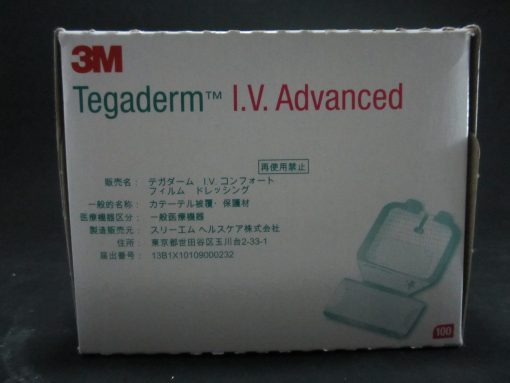 3M
Tegaderm™ I.V. Advanced
再使用禁止
販売名： テガダーム I.V. コンフォート
フィルム ドレッシング
一般的名称： カテーテル被覆・保護材
医療機器区分： 一般医療機器
製造販売元： スリーエム ヘルスケア株式会社
住所： 東京都世田谷区玉川台2-33-1
届出番号： 13B1X10109000232
100